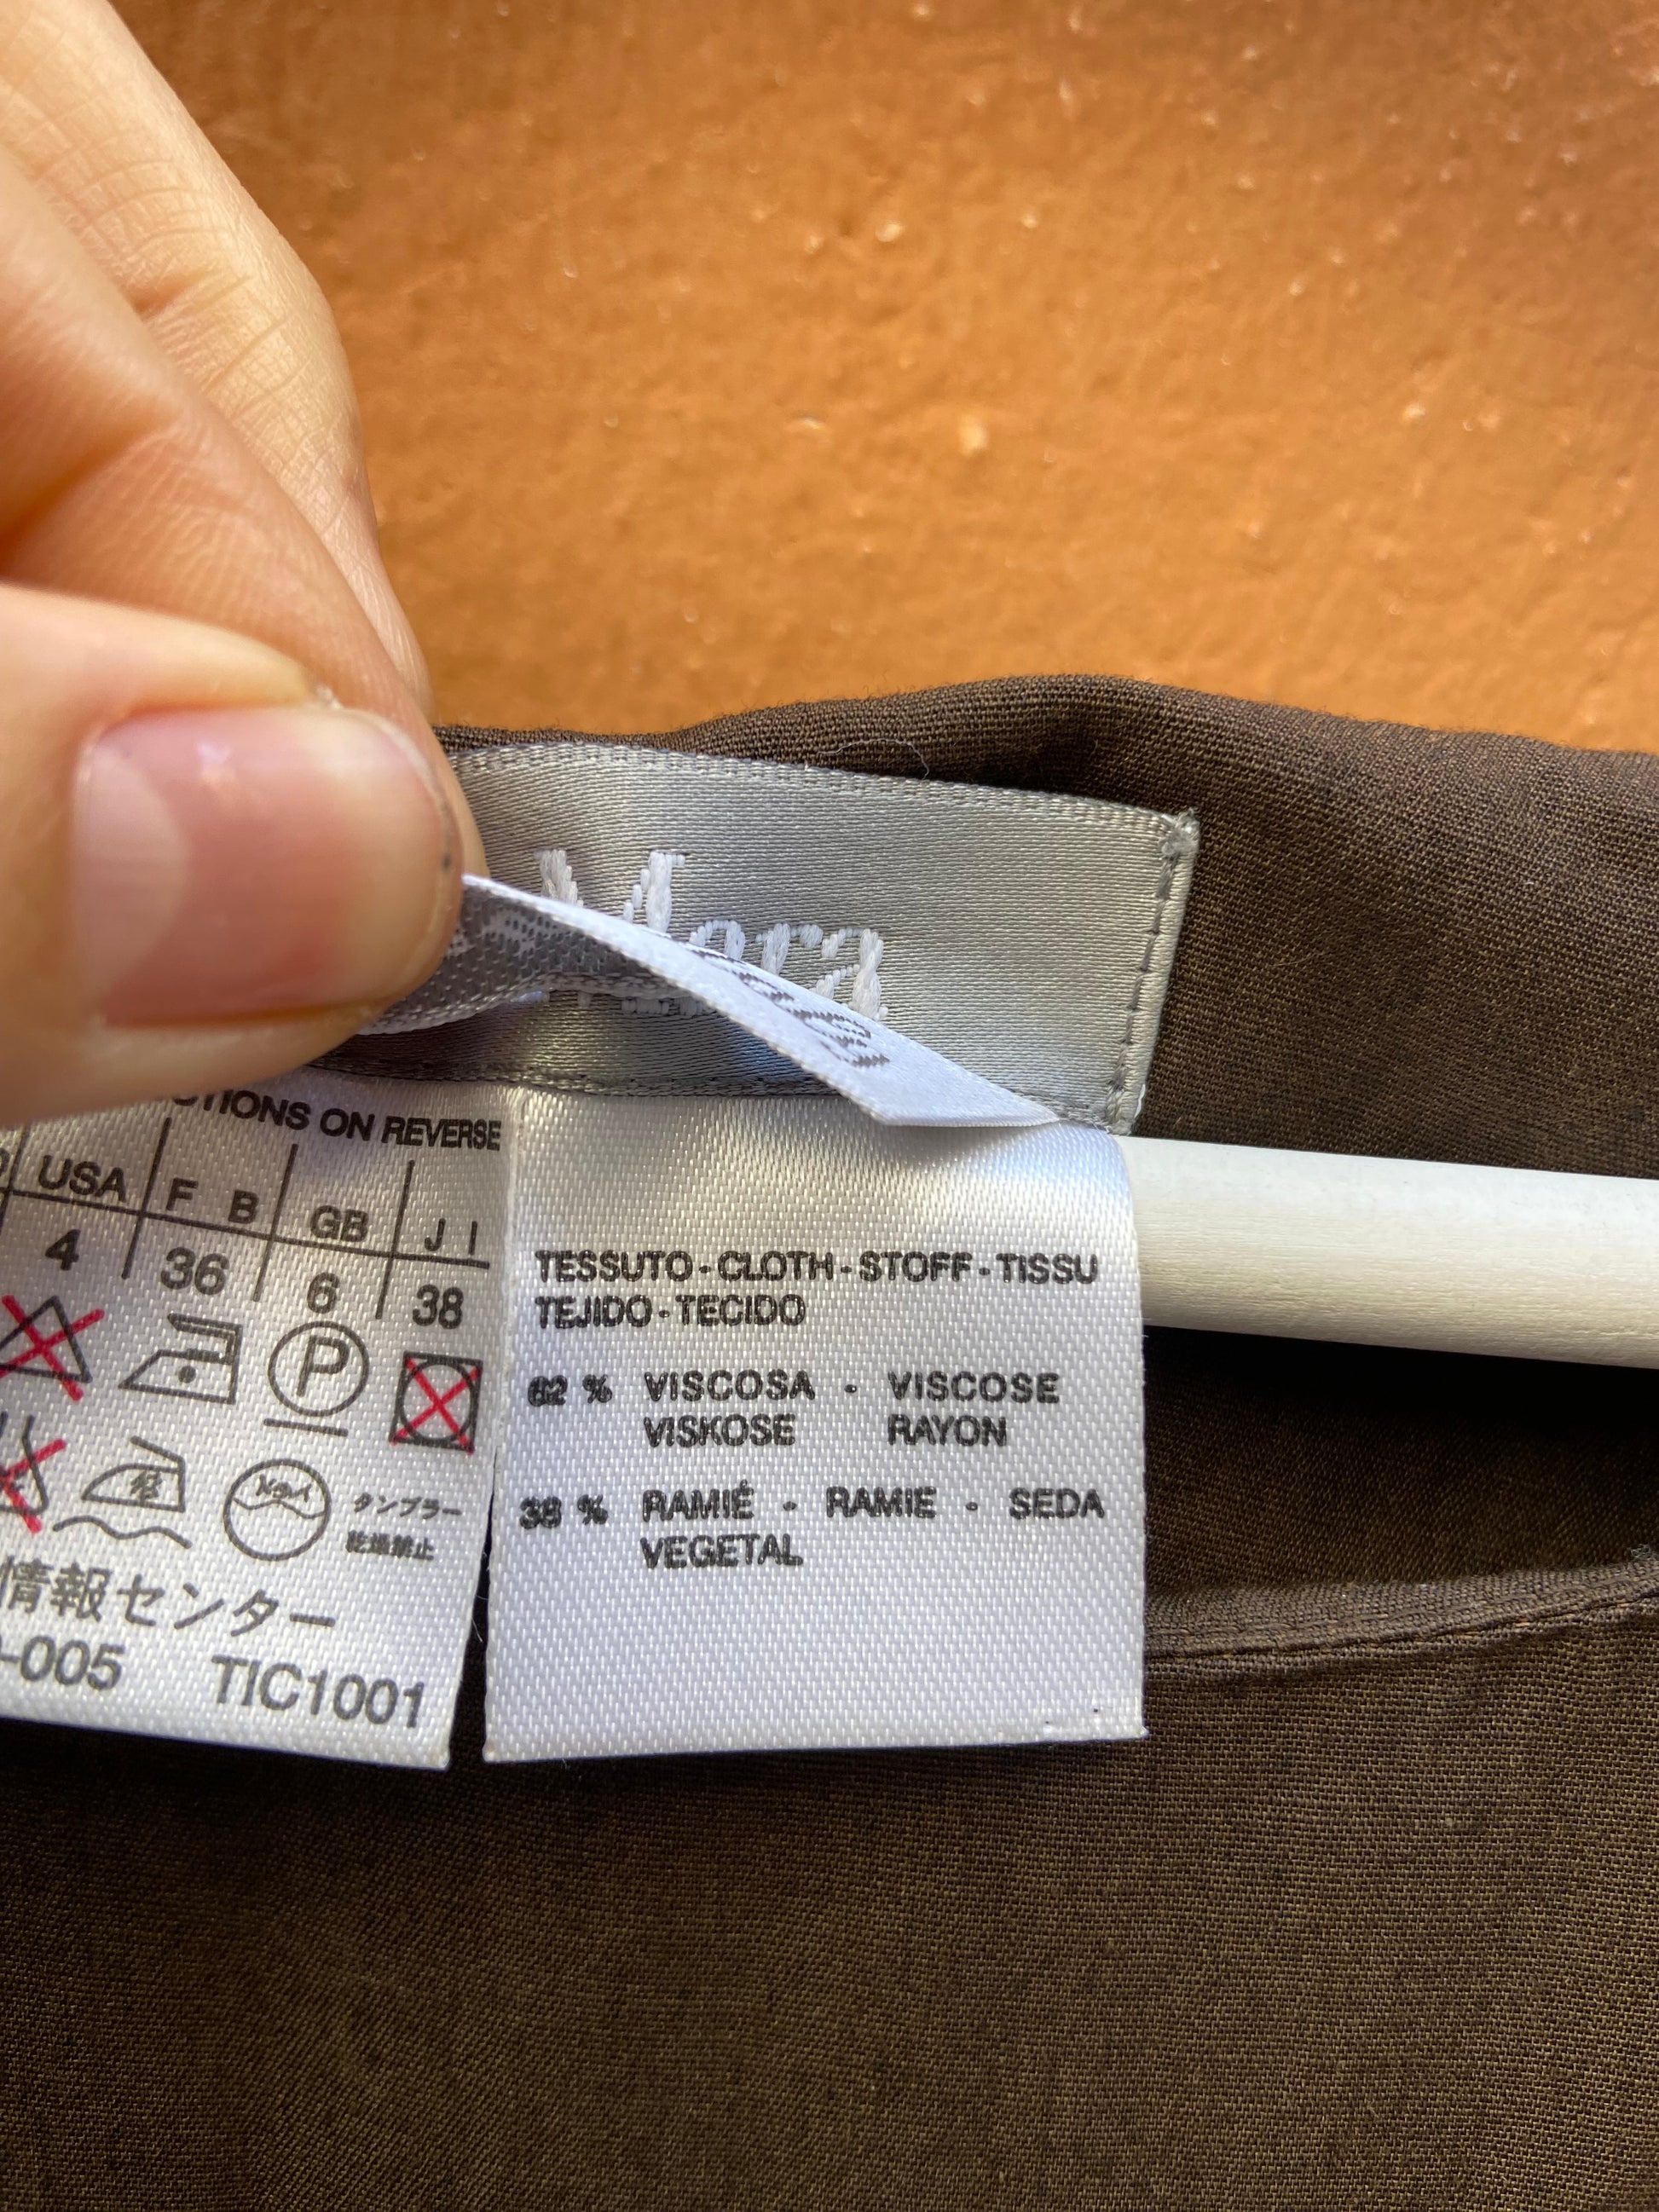 Mara
CTIONS ON REVERSE
USA F B GB J I
4 36 6 38
P
タンブラー
乾燥禁止
情報センター
-005 TIC1001
TESSUTO - CLOTH - STOFF - TISSU
TEJIDO - TECIDO
62 % VISCOSA - VISCOSE
VISKOSE RAYON
38 % RAMIÉ - RAMIE - SEDA
VEGETAL